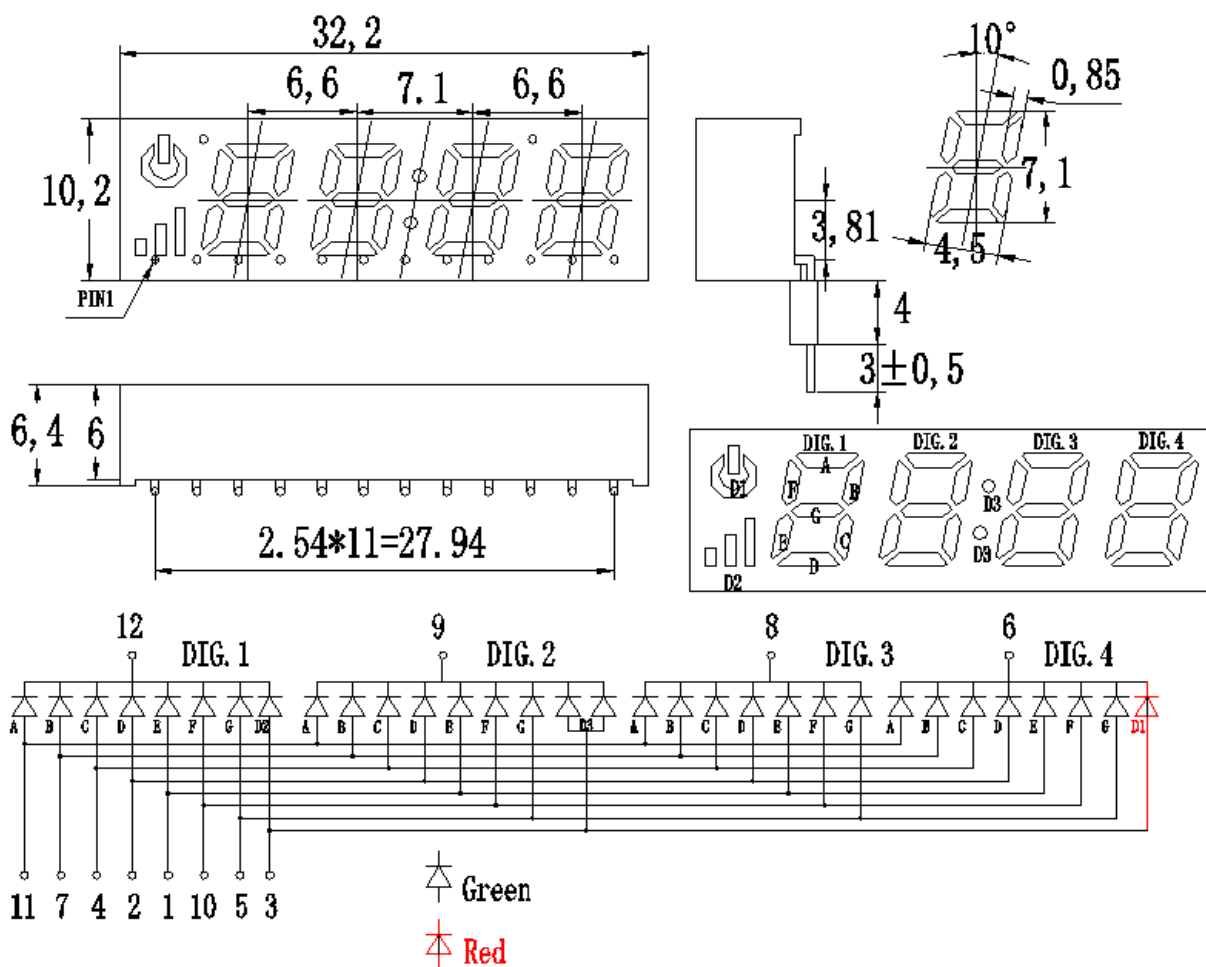 32,2
10°
6,6 7.1 6,6
0,85
10,2
7,1
3,81
4,5
PIN1
4
3±0,5
6,4 6
2.54*11=27.94
DIG.1 DIG.2 DIG.3 DIG.4
A
F B
D1
G
D3
E C
D3
D
D2
12 DIG.1 9 DIG.2 8 DIG.3 6 DIG.4
A B C D E F G D2 A B C D E F G D3 A B C D E F G A B C D E F G D1
11 7 4 2 1 10 5 3
Green
Red